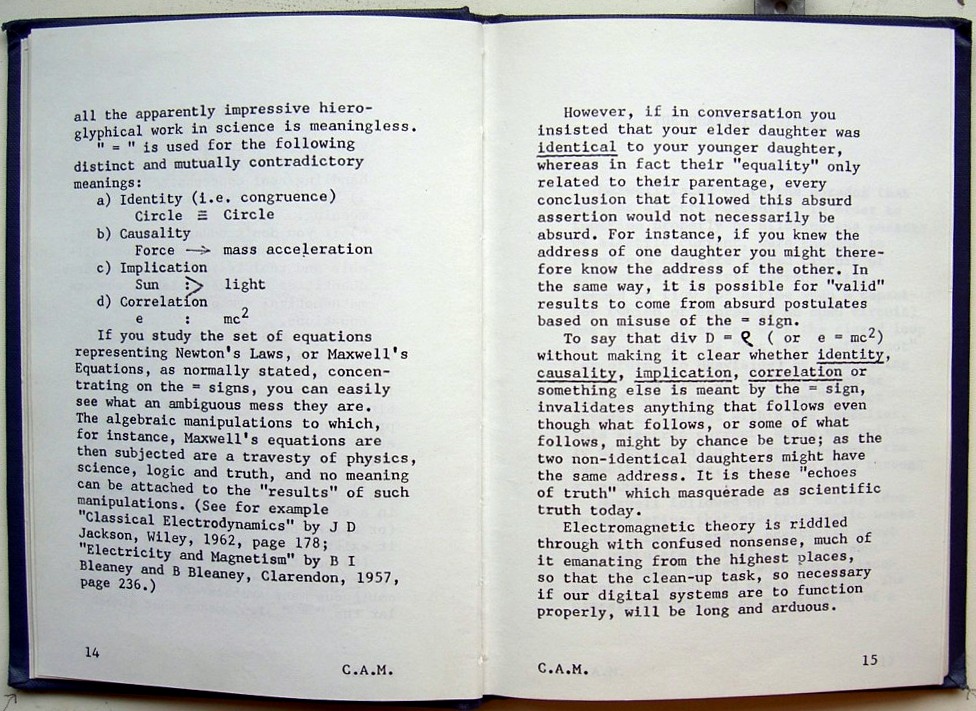 all the apparently impressive hiero-
glyphical work in science is meaningless.
" = " is used for the following
distinct and mutually contradictory
meanings:
a) Identity (i.e. congruence)
Circle ≡ Circle
b) Causality
Force → mass acceleration
c) Implication
Sun :> light
d) Correlation
e : mc²
If you study the set of equations
representing Newton's Laws, or Maxwell's
Equations, as normally stated, concen-
trating on the = signs, you can easily
see what an ambiguous mess they are.
The algebraic manipulations to which,
for instance, Maxwell's equations are
then subjected are a travesty of physics,
science, logic and truth, and no meaning
can be attached to the "results" of such
manipulations. (See for example
"Classical Electrodynamics" by J D
Jackson, Wiley, 1962, page 178;
"Electricity and Magnetism" by B I
Bleaney and B Bleaney, Clarendon, 1957,
page 236.)
14
C.A.M.
However, if in conversation you
insisted that your elder daughter was
identical to your younger daughter,
whereas in fact their "equality" only
related to their parentage, every
conclusion that followed this absurd
assertion would not necessarily be
absurd. For instance, if you knew the
address of one daughter you might there-
fore know the address of the other. In
the same way, it is possible for "valid"
results to come from absurd postulates
based on misuse of the = sign.
To say that div D = ρ ( or e = mc²)
without making it clear whether identity,
causality, implication, correlation or
something else is meant by the = sign,
invalidates anything that follows even
though what follows, or some of what
follows, might by chance be true; as the
two non-identical daughters might have
the same address. It is these "echoes
of truth" which masquerade as scientific
truth today.
Electromagnetic theory is riddled
through with confused nonsense, much of
it emanating from the highest places,
so that the clean-up task, so necessary
if our digital systems are to function
properly, will be long and arduous.
C.A.M.
15